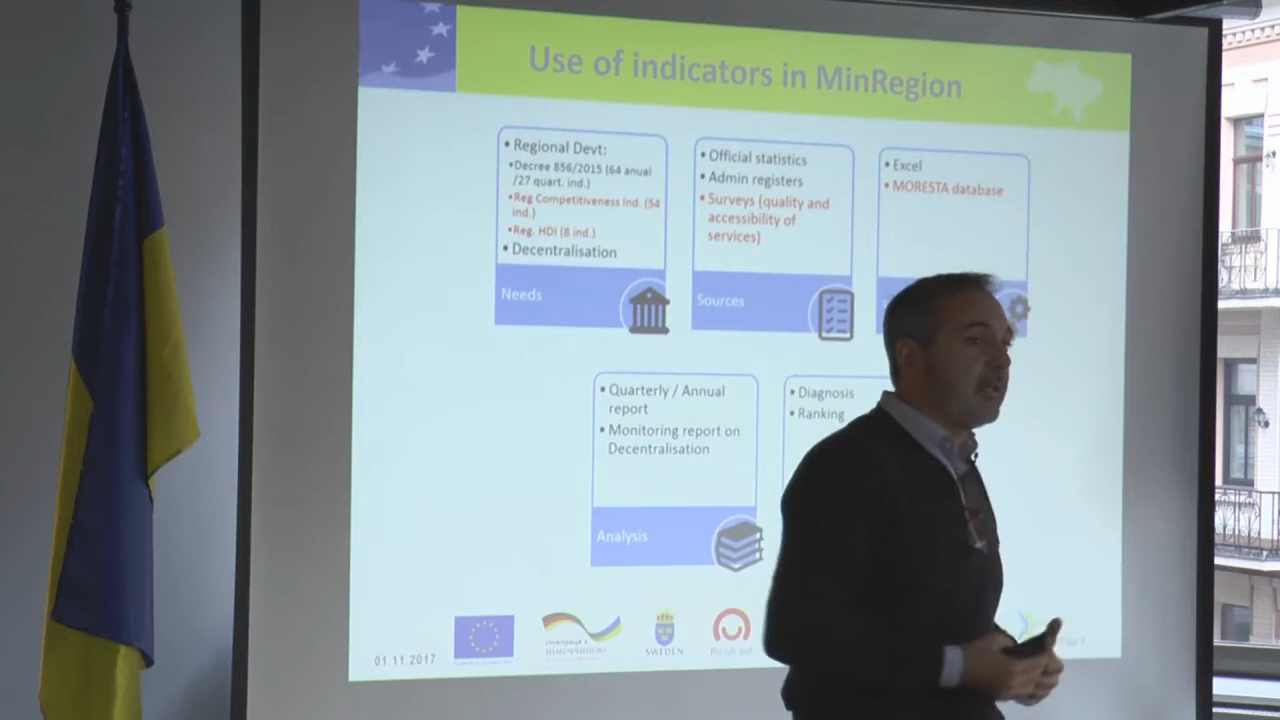 Use of indicators in MinRegion
• Regional Devt:
•Decree 856/2015 (64 anual
/27 quart. ind.)
•Reg Competitiveness Ind. (54
ind.)
•Reg. HDI (8 ind.)
• Decentralisation
Needs
• Official statistics
• Admin registers
• Surveys (quality and
accessibility of
services)
Sources
• Excel
• MORESTA database
• Quarterly / Annual
report
• Monitoring report on
Decentralisation
Analysis
• Diagnosis
• Ranking
01.11.2017
SWEDEN
Polish aid